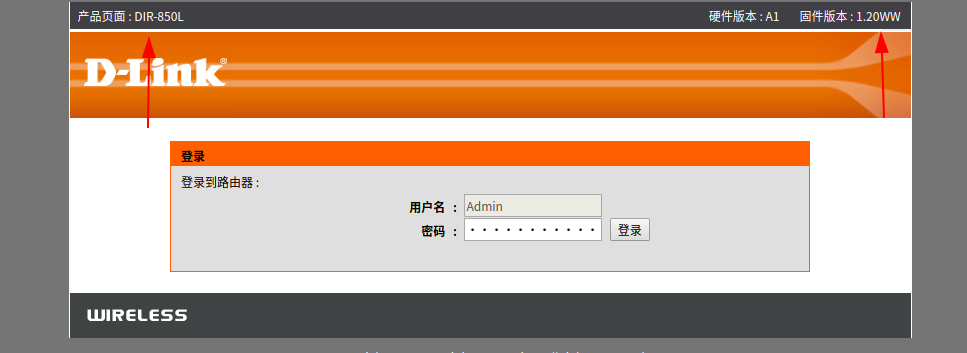 产品页面 : DIR-850L 硬件版本 : A1 固件版本 : 1.20WW
D-Link®
登录
登录到路由器 :
用户名 : Admin
密码 : ··········· 登录
WIRELESS